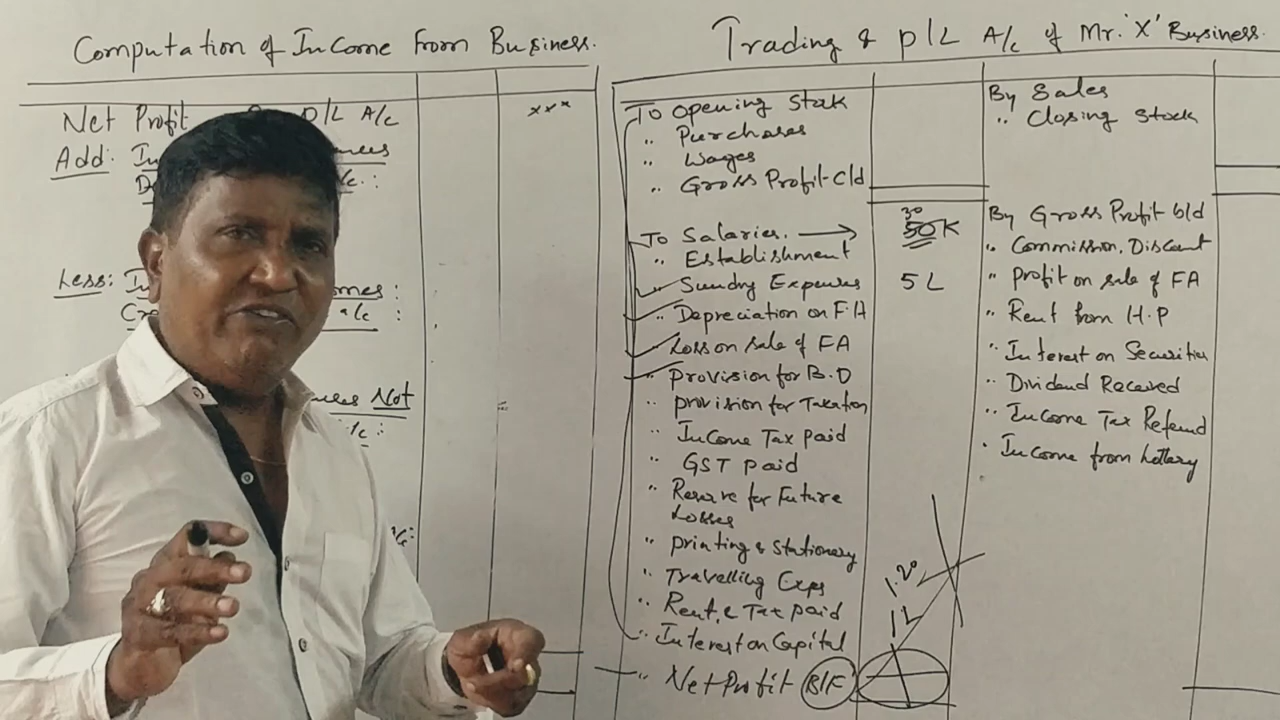 Computation of Income from Business.
Net Profit P/L A/c xxx
Add:
Less:
Not
Trading & P/L A/c of Mr. 'X' Business.
To Opening Stock
" Purchases
" Wages
" Gross Profit C/d
To Salaries. → 30 50K
" Establishment
" Sundry Expenses 5 L
" Depreciation on F.A
" Loss on sale of FA
" Provision for B.D
" Provision for Taxation
" Income Tax paid
" GST paid
" Reserve for Future
Losses
" Printing & Stationery
" Travelling Exps
" Rent & Tax paid
" Interest on Capital
" Net Profit B/F
1.20
1L
By Sales
" Closing Stock
By Gross Profit b/d
" Commission, Discount
" Profit on sale of FA
" Rent from H.P
" Interest on Securities
" Dividend Received
" Income Tax Refund
" Income from Lottery